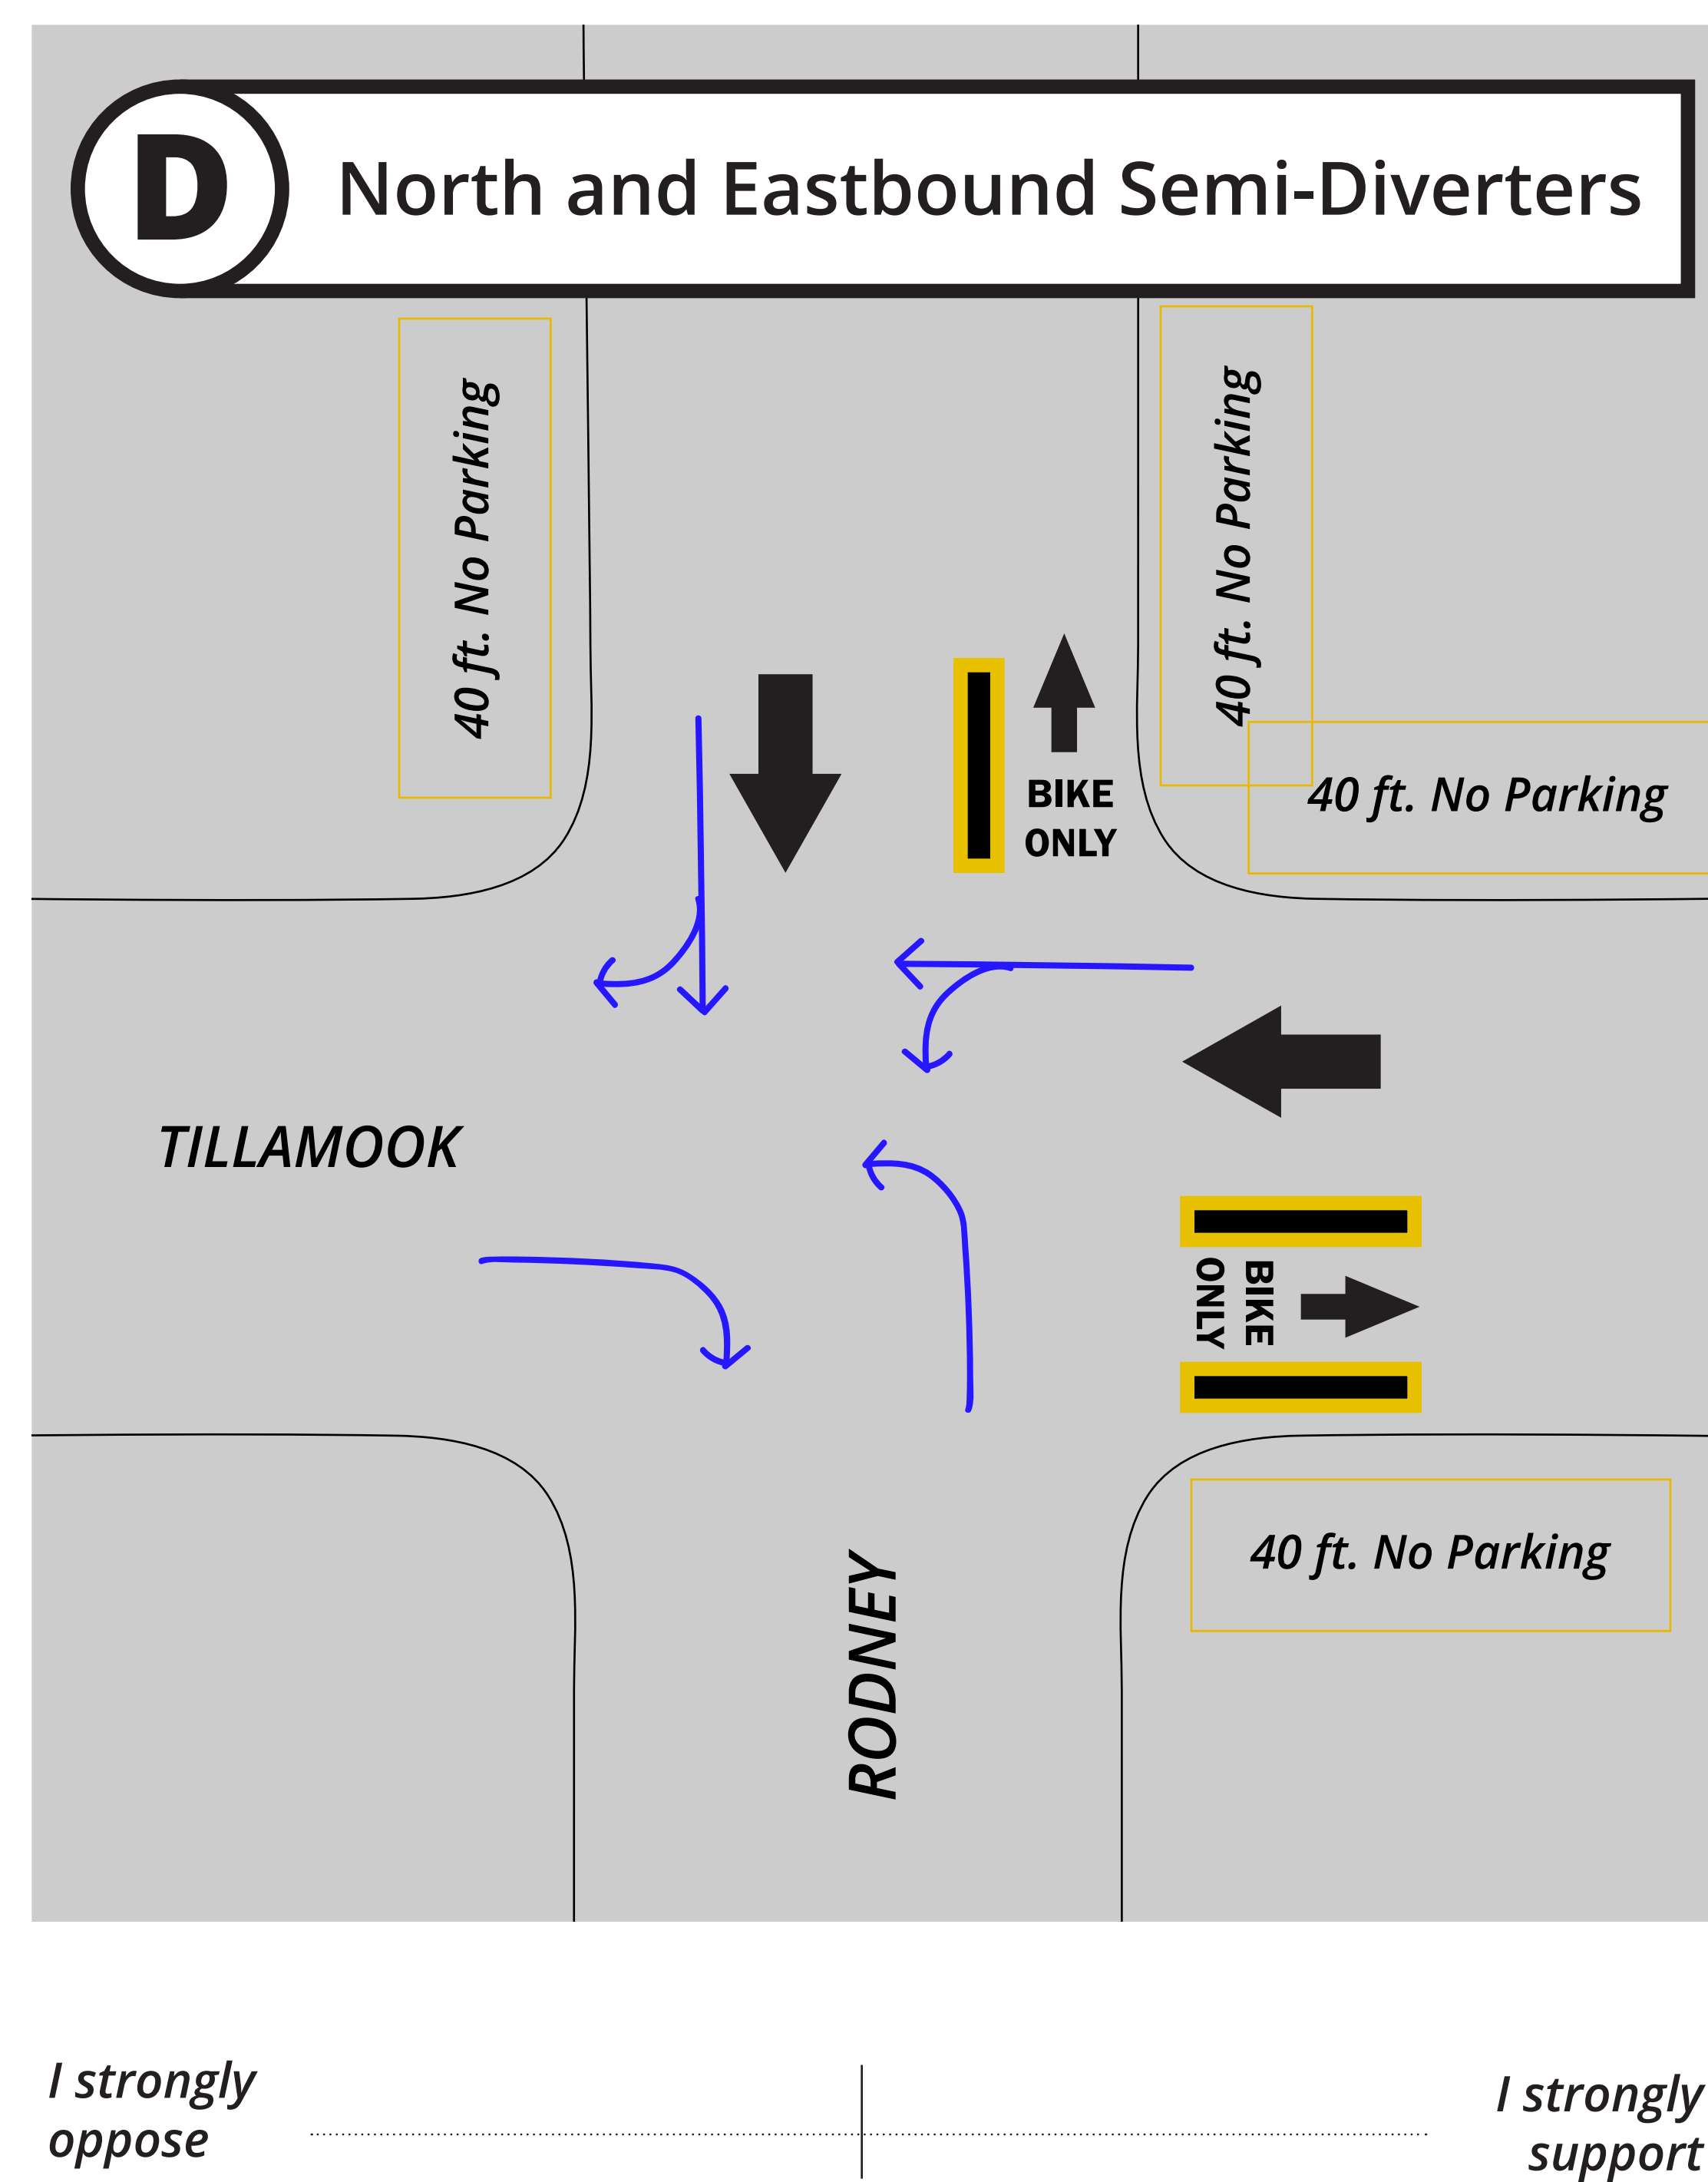 D
North and Eastbound Semi-Diverters
40 ft. No Parking
40 ft. No Parking
40 ft. No Parking
BIKE
ONLY
TILLAMOOK
BIKE
ONLY
40 ft. No Parking
RODNEY
I strongly
oppose
I strongly
support